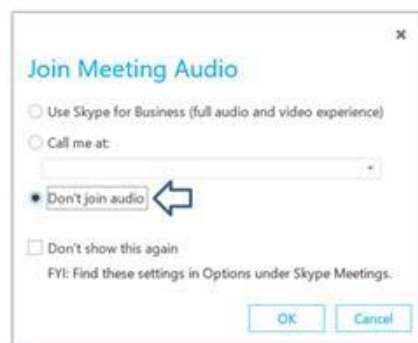 Join Meeting Audio
Use Skype for Business (full audio and video experience)
Call me at:
Don't join audio
Don't show this again
FYI: Find these settings in Options under Skype Meetings.
OK Cancel